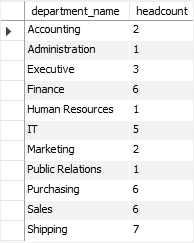 department_name headcount
Accounting 2
Administration 1
Executive 3
Finance 6
Human Resources 1
IT 5
Marketing 2
Public Relations 1
Purchasing 6
Sales 6
Shipping 7